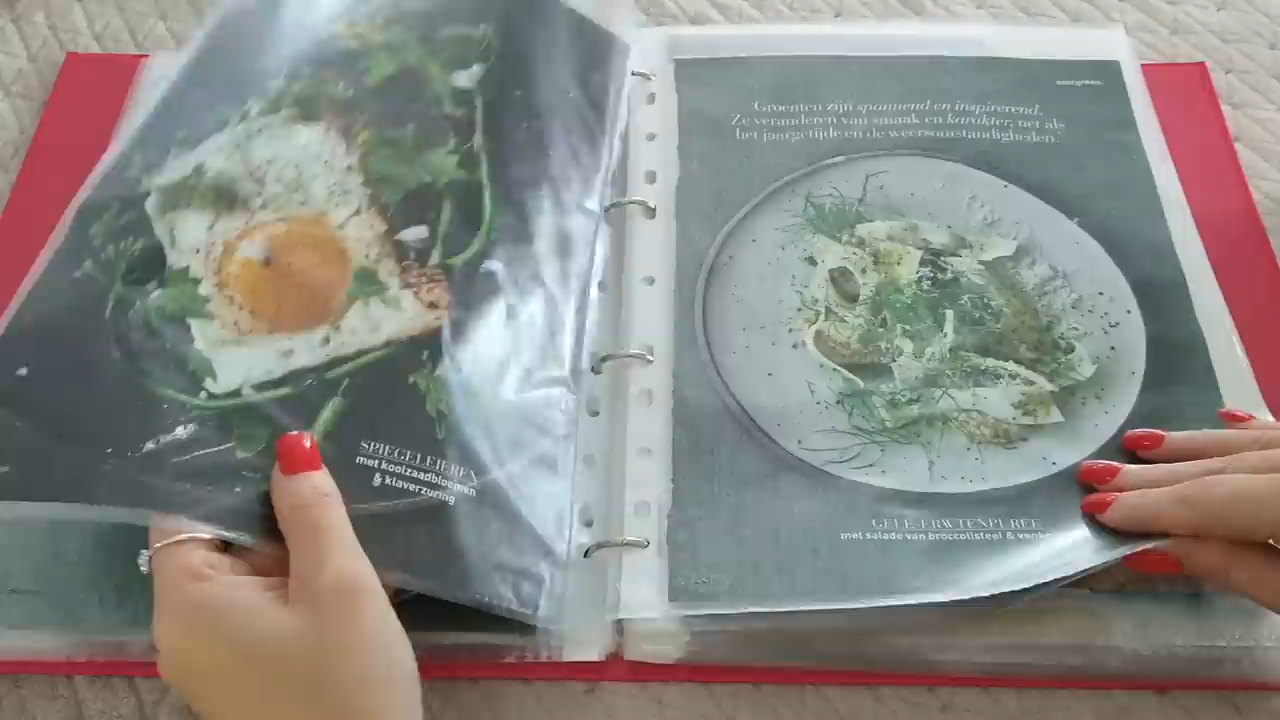 SPIEGELEIEREN
met koolzaadbloemen
& klaverzuring
evergreen.
'Groenten zijn spannend en inspirerend.
Ze veranderen van smaak en karakter, net als
het jaargetijde en de weersomstandigheden.'
GELE-ERWTENPUREE
met salade van broccolisteel &